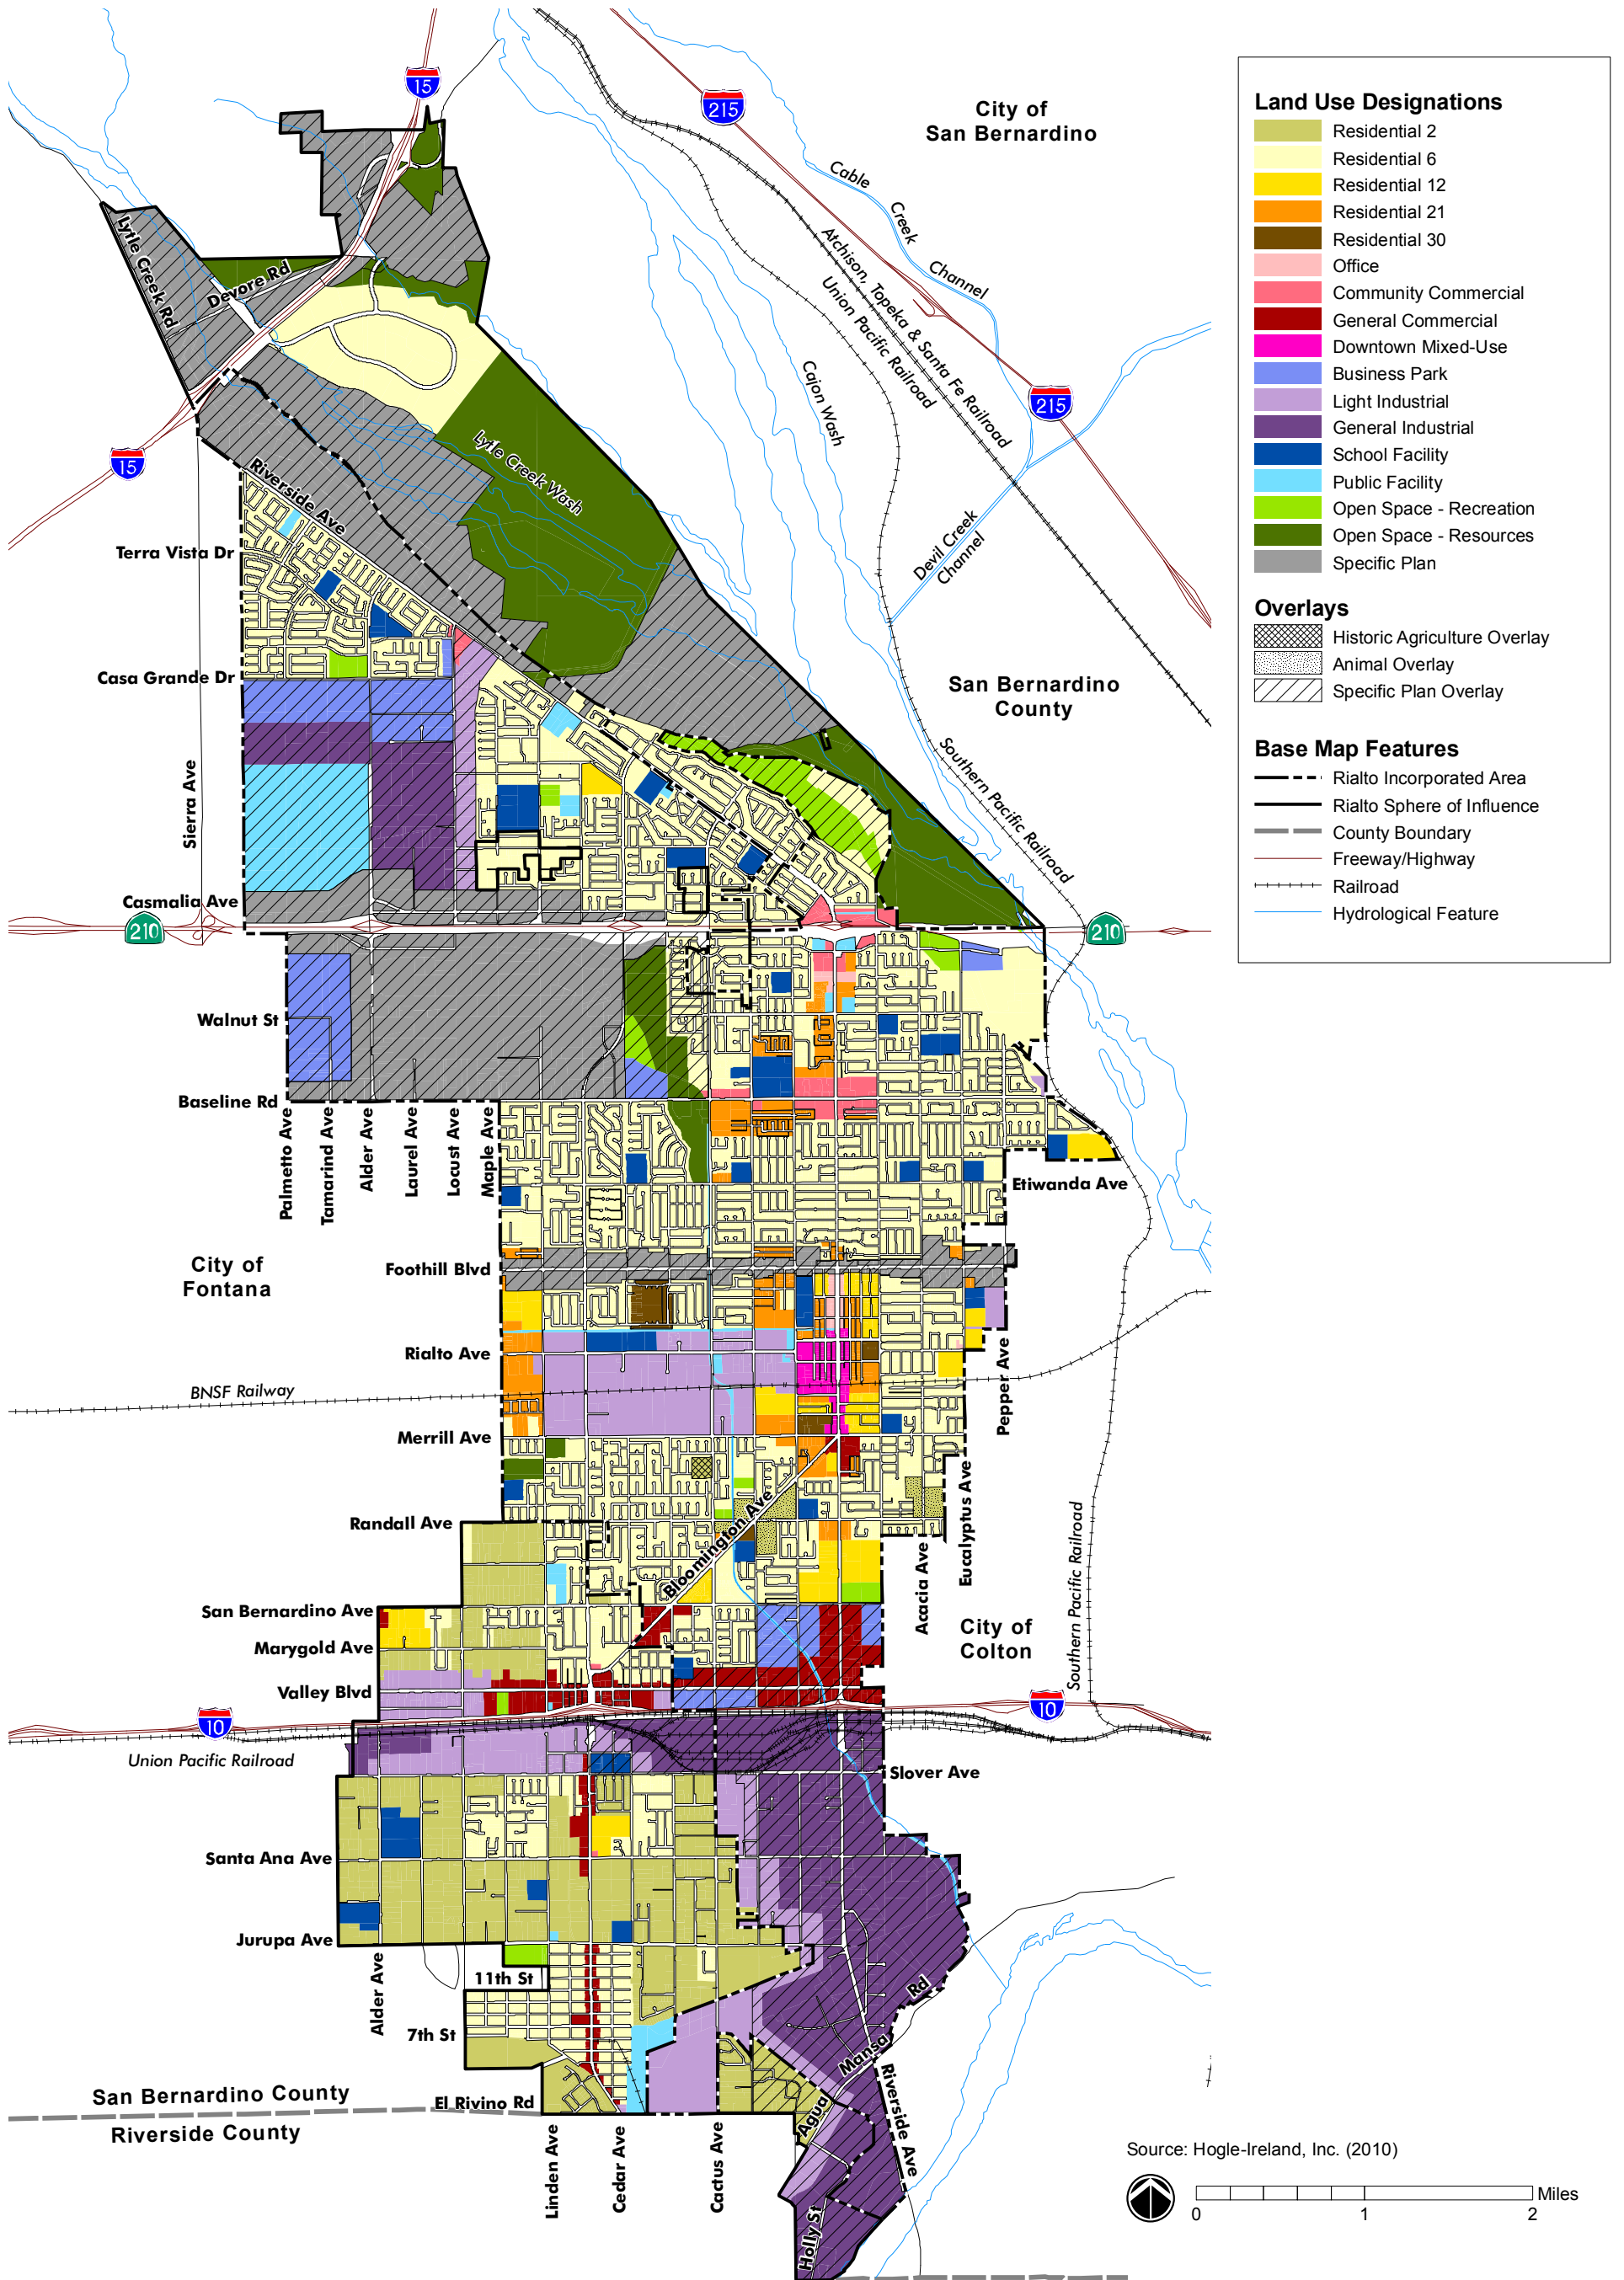 15
215
City of
San Bernardino
Cable
Creek
Channel
Atchison, Topeka & Santa Fe Railroad
Union Pacific Railroad
Lytle Creek Rd
Devore Rd
Cajon Wash
215
15
Lytle Creek Wash
Riverside Ave
Devil Creek
Channel
Terra Vista Dr
Casa Grande Dr
San Bernardino
County
Southern Pacific Railroad
Sierra Ave
Casmalia Ave
210
210
Walnut St
Baseline Rd
Palmetto Ave
Tamarind Ave
Alder Ave
Laurel Ave
Locust Ave
Maple Ave
Etiwanda Ave
City of
Fontana
Foothill Blvd
Rialto Ave
Pepper Ave
BNSF Railway
Merrill Ave
Randall Ave
Bloomington Ave
Acacia Ave
Eucalyptus Ave
Southern Pacific Railroad
San Bernardino Ave
City of
Colton
Marygold Ave
Valley Blvd
10
10
Union Pacific Railroad
Slover Ave
Santa Ana Ave
Jurupa Ave
Alder Ave
11th St
7th St
Agua
Mansa
Rd
Riverside Ave
San Bernardino County
El Rivino Rd
Riverside County
Linden Ave
Cedar Ave
Cactus Ave
Holly St
Land Use Designations
Residential 2
Residential 6
Residential 12
Residential 21
Residential 30
Office
Community Commercial
General Commercial
Downtown Mixed-Use
Business Park
Light Industrial
General Industrial
School Facility
Public Facility
Open Space - Recreation
Open Space - Resources
Specific Plan
Overlays
Historic Agriculture Overlay
Animal Overlay
Specific Plan Overlay
Base Map Features
Rialto Incorporated Area
Rialto Sphere of Influence
County Boundary
Freeway/Highway
Railroad
Hydrological Feature
Source: Hogle-Ireland, Inc. (2010)
Miles
0 1 2